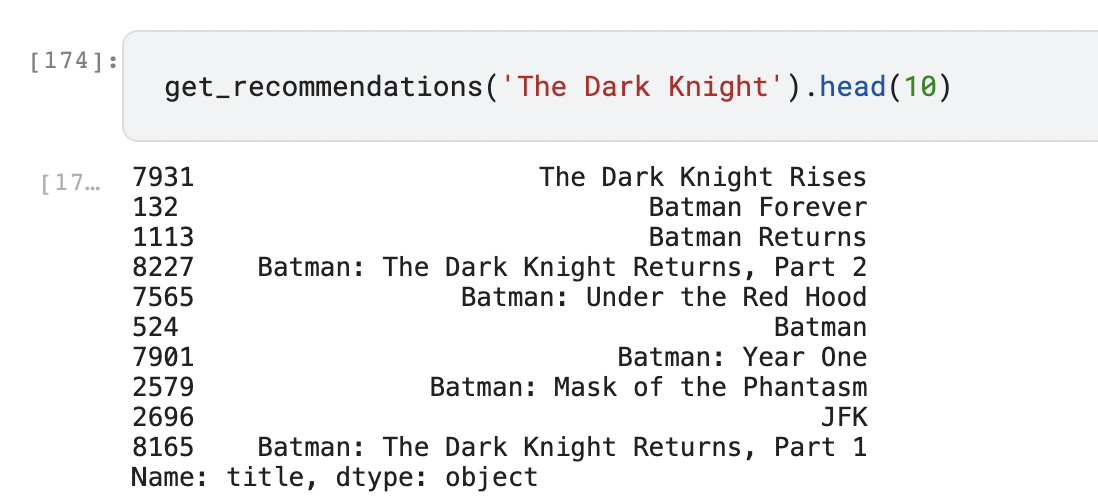 [174]:
get_recommendations('The Dark Knight').head(10)
[17…
7931 The Dark Knight Rises
132 Batman Forever
1113 Batman Returns
8227 Batman: The Dark Knight Returns, Part 2
7565 Batman: Under the Red Hood
524 Batman
7901 Batman: Year One
2579 Batman: Mask of the Phantasm
2696 JFK
8165 Batman: The Dark Knight Returns, Part 1
Name: title, dtype: object